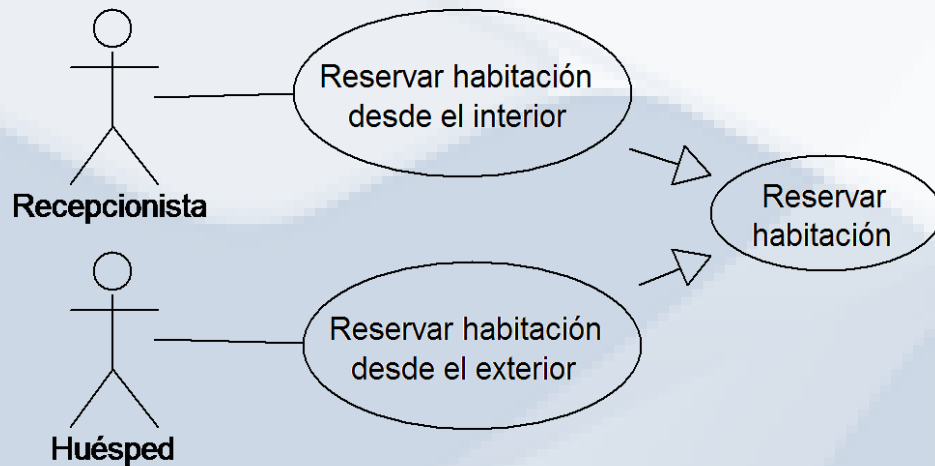 Reservar habitación
desde el interior
Recepcionista
Reservar
habitación
Reservar habitación
desde el exterior
Huésped